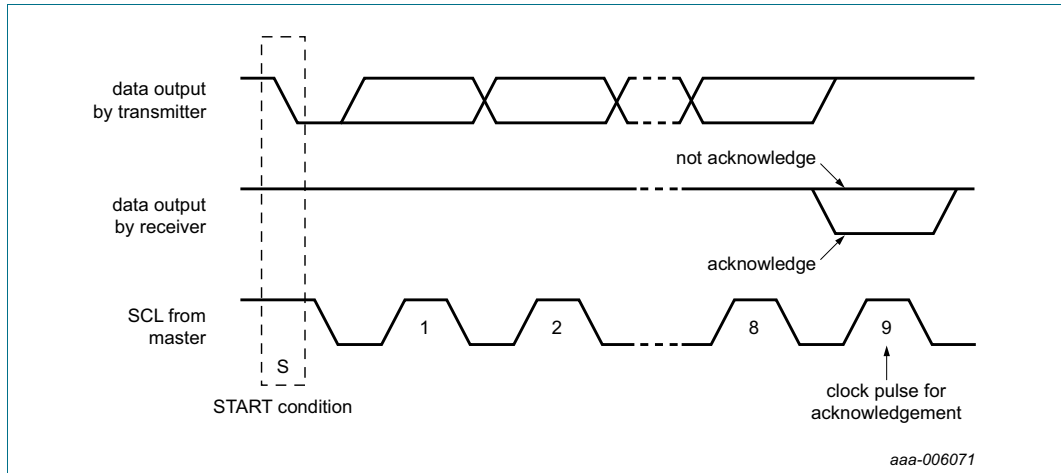 data output
by transmitter
not acknowledge
data output
by receiver
acknowledge
SCL from
master
1
2
8
9
S
START condition
clock pulse for
acknowledgement
aaa-006071